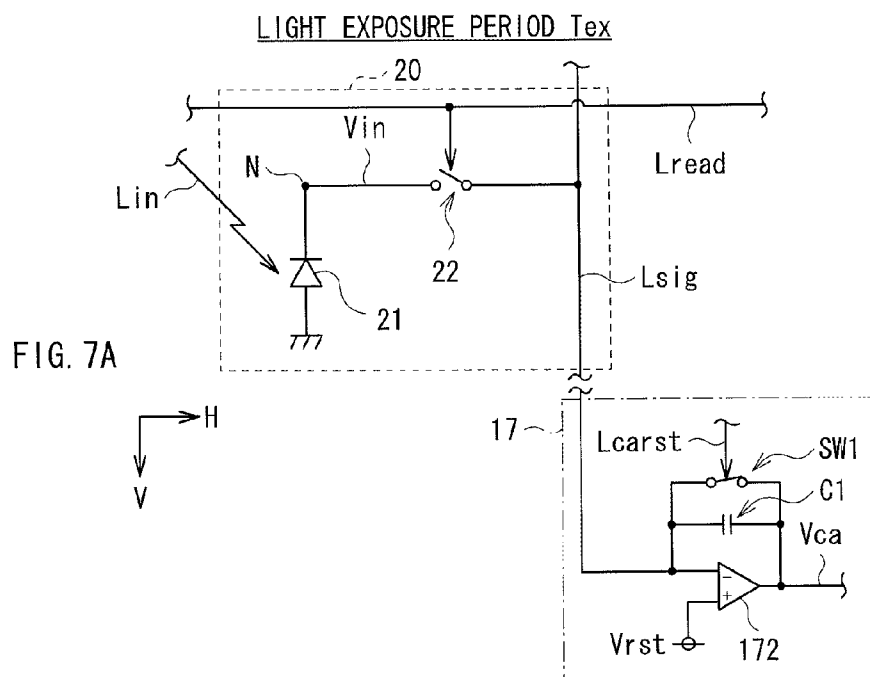 LIGHT EXPOSURE PERIOD Tex
20
Vin
Lread
N
Lin
22
Lsig
21
FIG. 7A
H
V
17
Lcarst
SW1
C1
Vca
−
+
Vrst
172